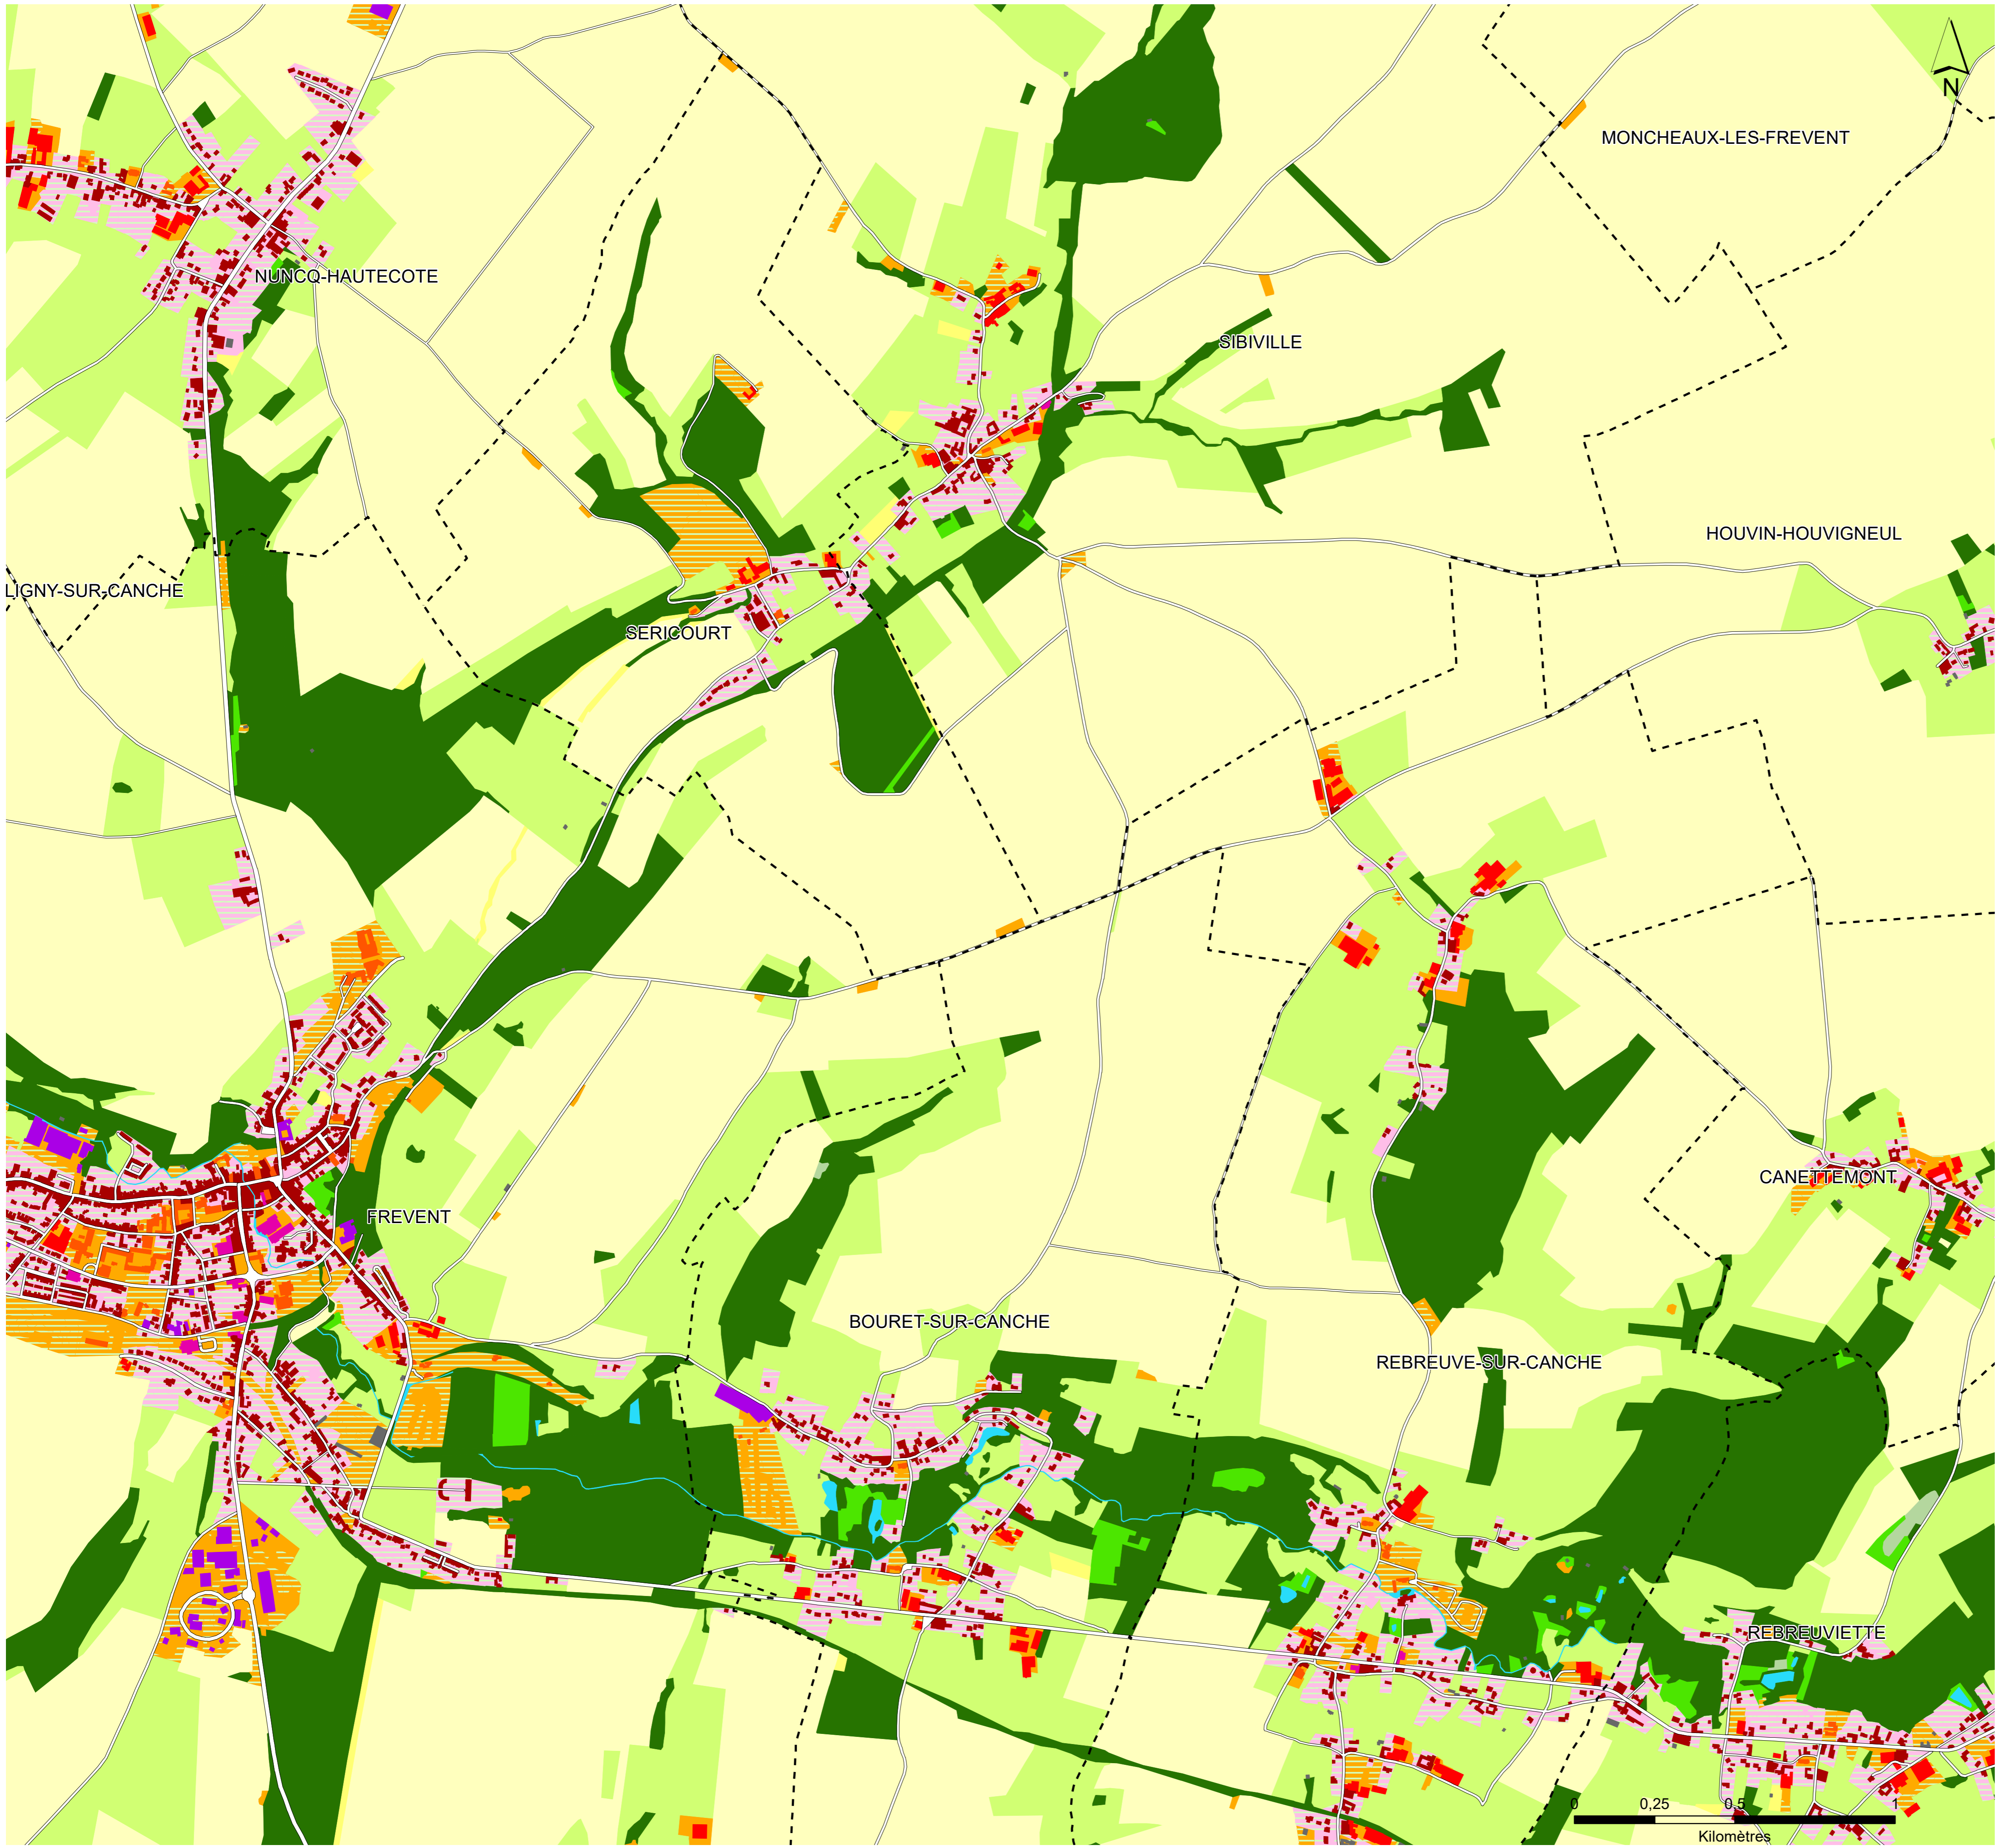 N
MONCHEAUX-LES-FREVENT
NUNCQ-HAUTECOTE
SIBIVILLE
HOUVIN-HOUVIGNEUL
LIGNY-SUR-CANCHE
SERICOURT
CANETTEMONT
FREVENT
BOURET-SUR-CANCHE
REBREUVE-SUR-CANCHE
REBREUVIETTE
0 0,25 0,5 1
Kilomètres